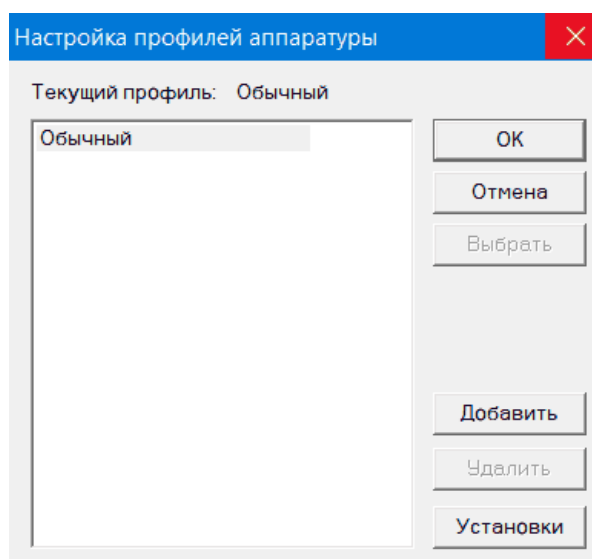 Настройка профилей аппаратуры
Текущий профиль: Обычный
Обычный
OK
Отмена
Выбрать
Добавить
Удалить
Установки